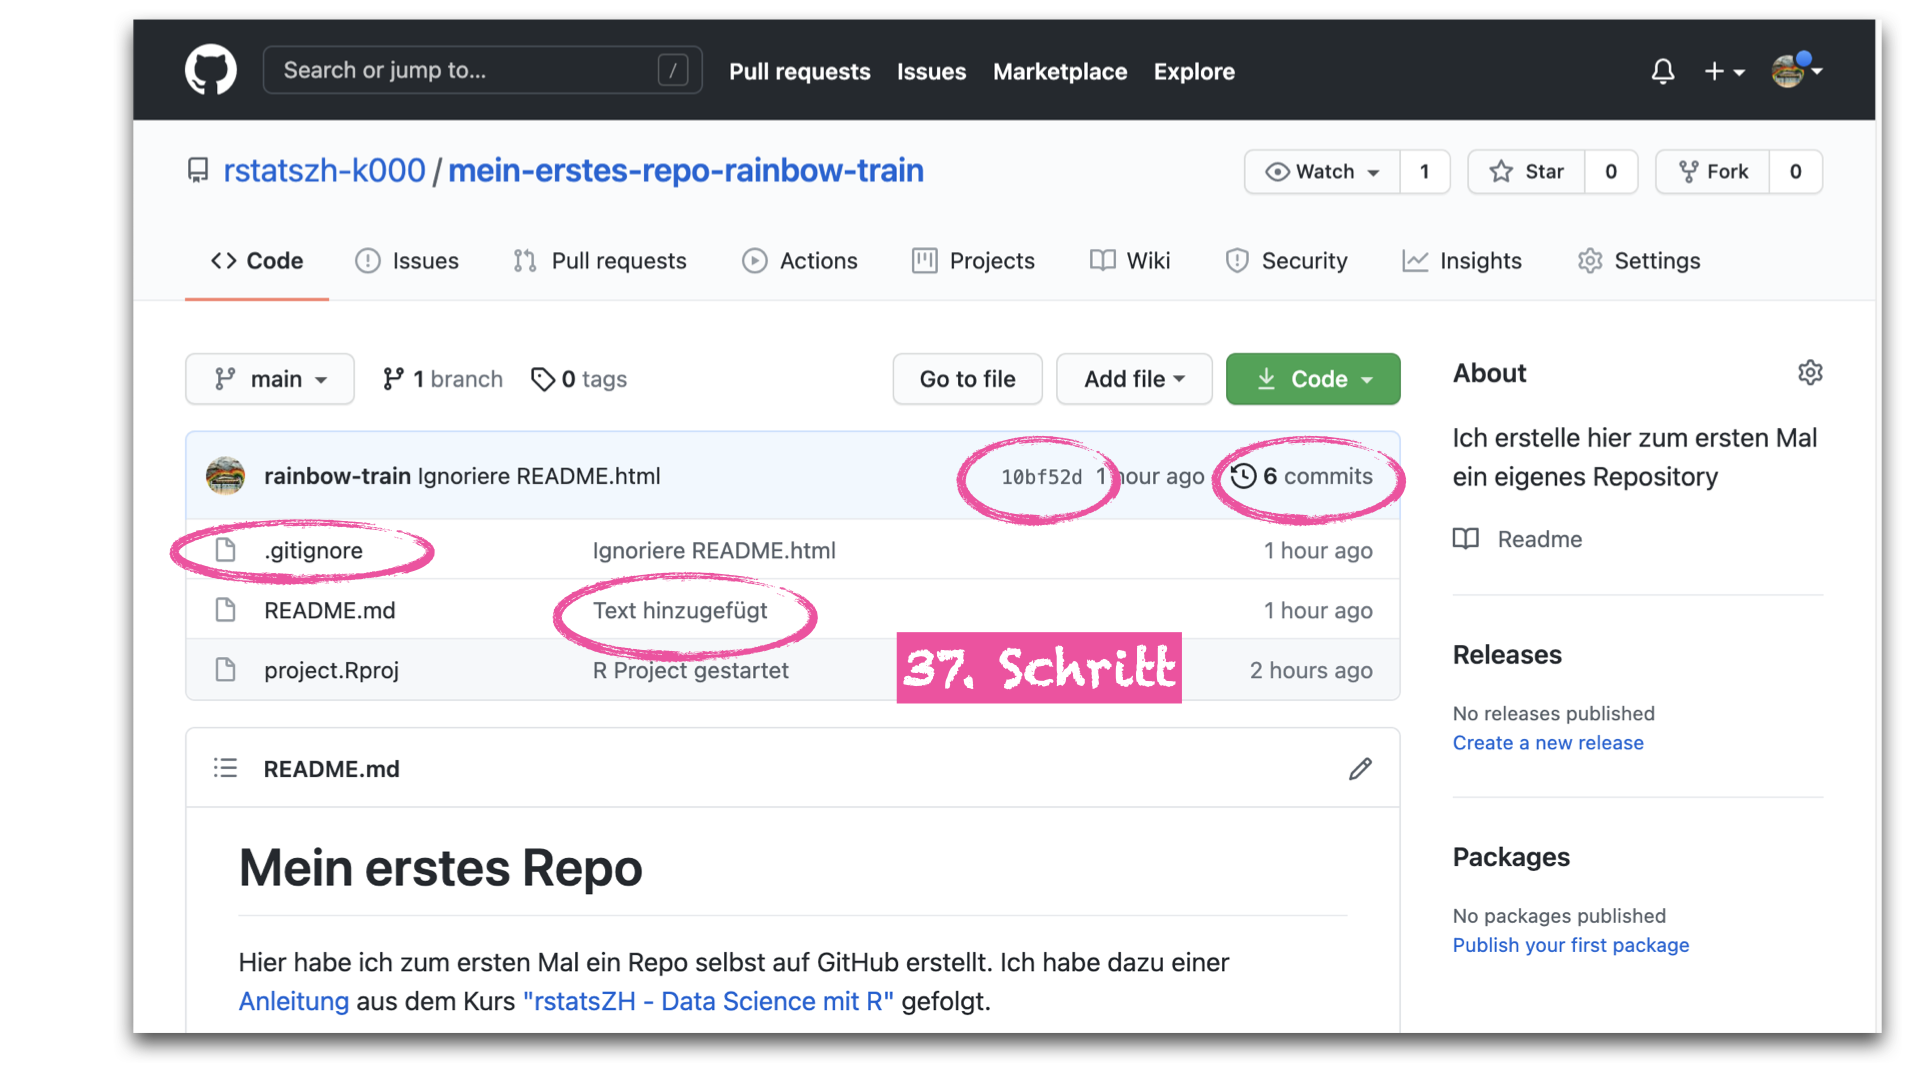 Search or jump to... / Pull requests Issues Marketplace Explore
rstatszh-k000 / mein-erstes-repo-rainbow-train Watch 1 Star 0 Fork 0
Code Issues Pull requests Actions Projects Wiki Security Insights Settings
main 1 branch 0 tags Go to file Add file Code
rainbow-train Ignoriere README.html 10bf52d 1 hour ago 6 commits
.gitignore Ignoriere README.html 1 hour ago
README.md Text hinzugefügt 1 hour ago
project.Rproj R Project gestartet 2 hours ago
37. Schritt
README.md
Mein erstes Repo
Hier habe ich zum ersten Mal ein Repo selbst auf GitHub erstellt. Ich habe dazu einer
Anleitung aus dem Kurs "rstatsZH - Data Science mit R" gefolgt.
About
Ich erstelle hier zum ersten Mal
ein eigenes Repository
Readme
Releases
No releases published
Create a new release
Packages
No packages published
Publish your first package